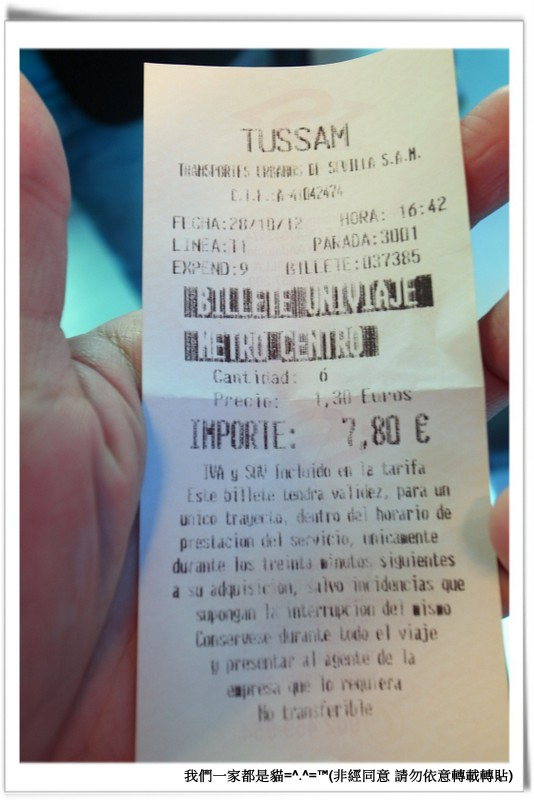 TUSSAM
TRANSPORTES URBANOS DE SEVILLA S.A.M.
C.I.F.:A-41042474
FECHA:28/10/12 HORA: 16:42
LINEA:T1 PARADA:3001
EXPEND:9 BILLETE:037385
BILLETE UNIVIAJE
METRO CENTRO
Cantidad: 6
Precio: 1,30 Euros
IMPORTE: 7,80 €
IVA y SOV Incluido en la tarifa
Este billete tendra validez, para un
unico trayecto, dentro del horario de
prestacion del servicio, unicamente
durante los treinta minutos siguientes
a su adquisicion, salvo incidencias que
supongan la interrupcion del mismo
Conservese durante todo el viaje
y presentar al agente de la
empresa que lo requiera
No transferible
我們一家都是貓=^.^=™(非經同意 請勿依意轉載轉貼)